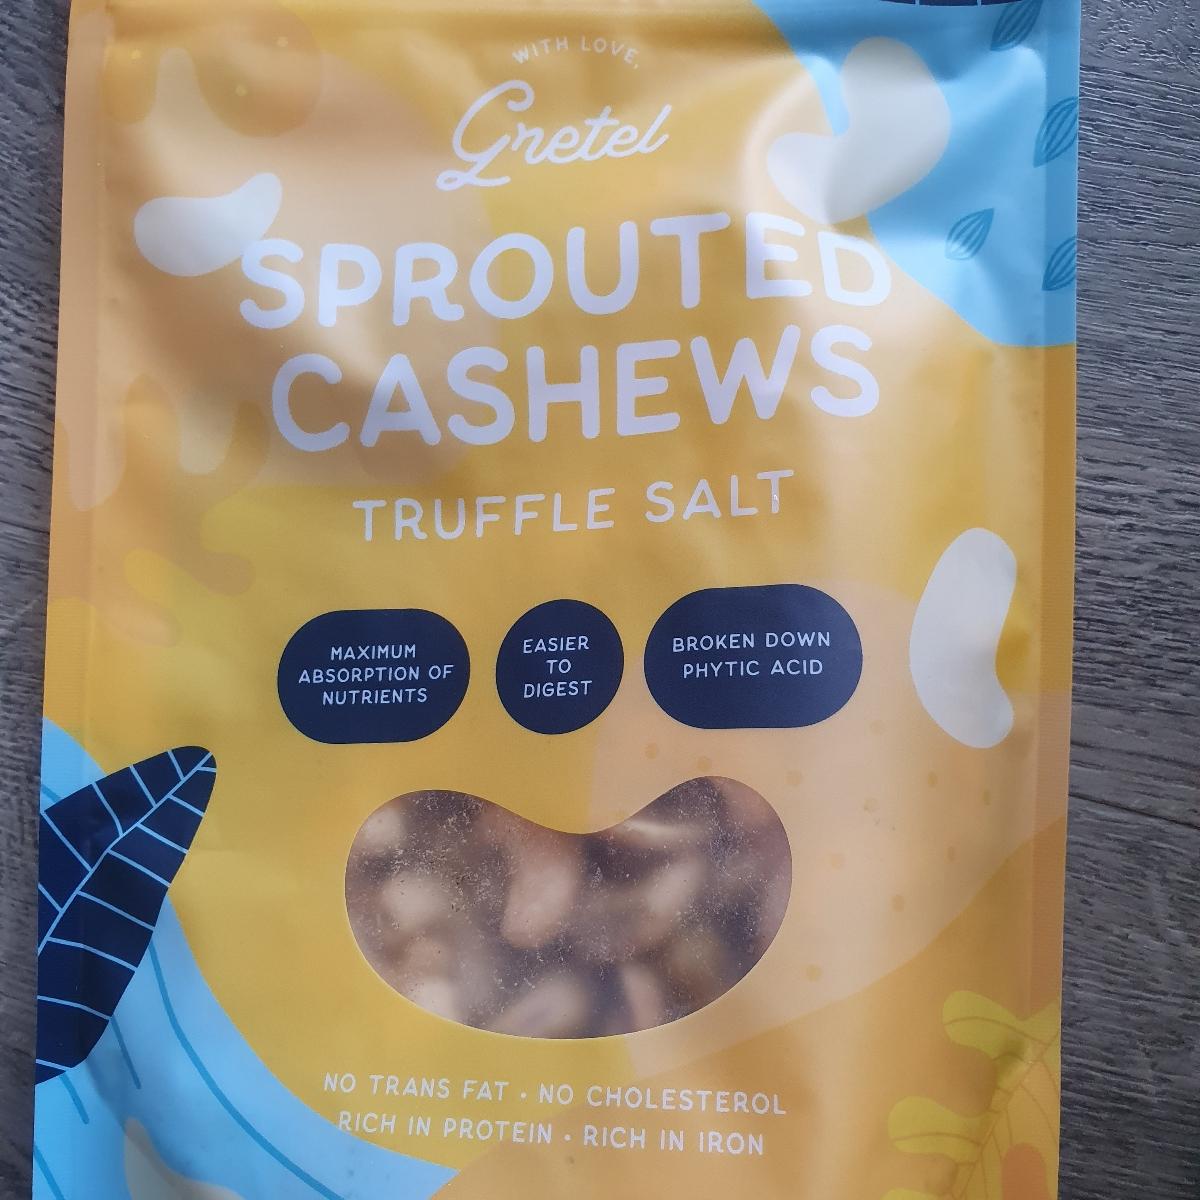 WITH LOVE,
Gretel
SPROUTED
CASHEWS
TRUFFLE SALT
MAXIMUM
ABSORPTION OF
NUTRIENTS
EASIER
TO
DIGEST
BROKEN DOWN
PHYTIC ACID
NO TRANS FAT • NO CHOLESTEROL
RICH IN PROTEIN • RICH IN IRON